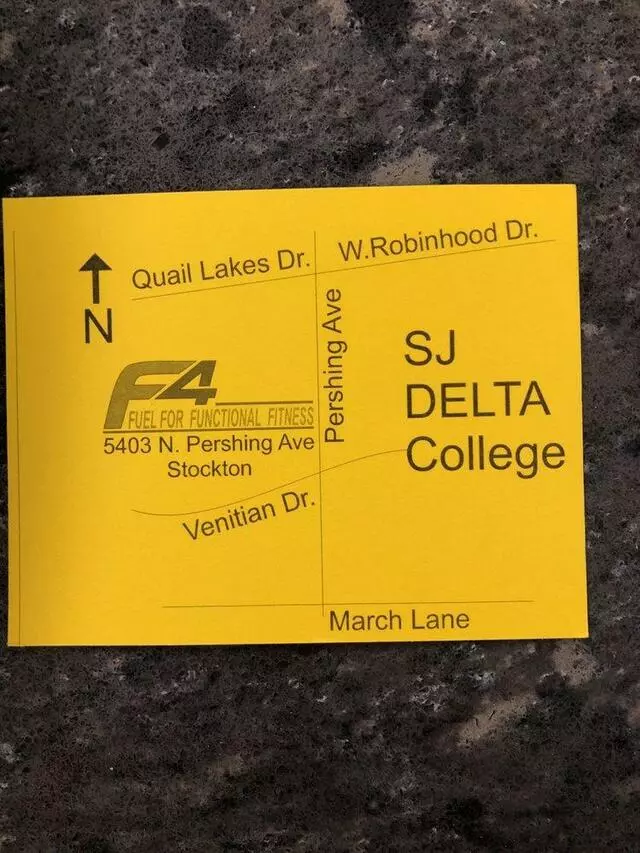 Quail Lakes Dr.
W.Robinhood Dr.
N
Pershing Ave
SJ
DELTA
College
F4
FUEL FOR FUNCTIONAL FITNESS
5403 N. Pershing Ave
Stockton
Venitian Dr.
March Lane